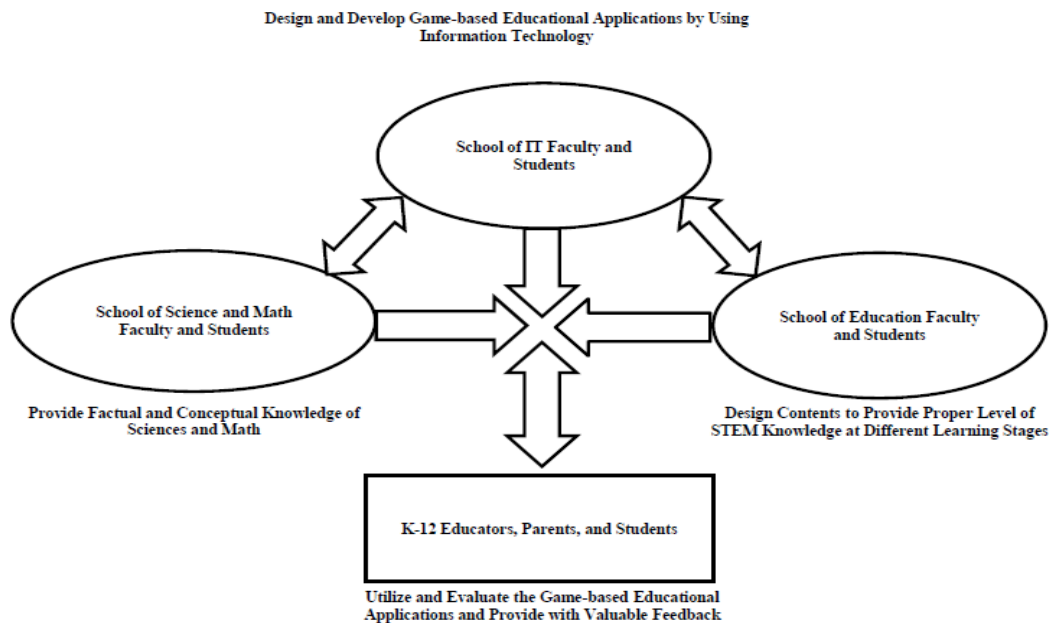 Design and Develop Game-based Educational Applications by Using
Information Technology
School of IT Faculty and
Students
School of Science and Math
Faculty and Students
School of Education Faculty
and Students
Provide Factual and Conceptual Knowledge of
Sciences and Math
Design Contents to Provide Proper Level of
STEM Knowledge at Different Learning Stages
K-12 Educators, Parents, and Students
Utilize and Evaluate the Game-based Educational
Applications and Provide with Valuable Feedback